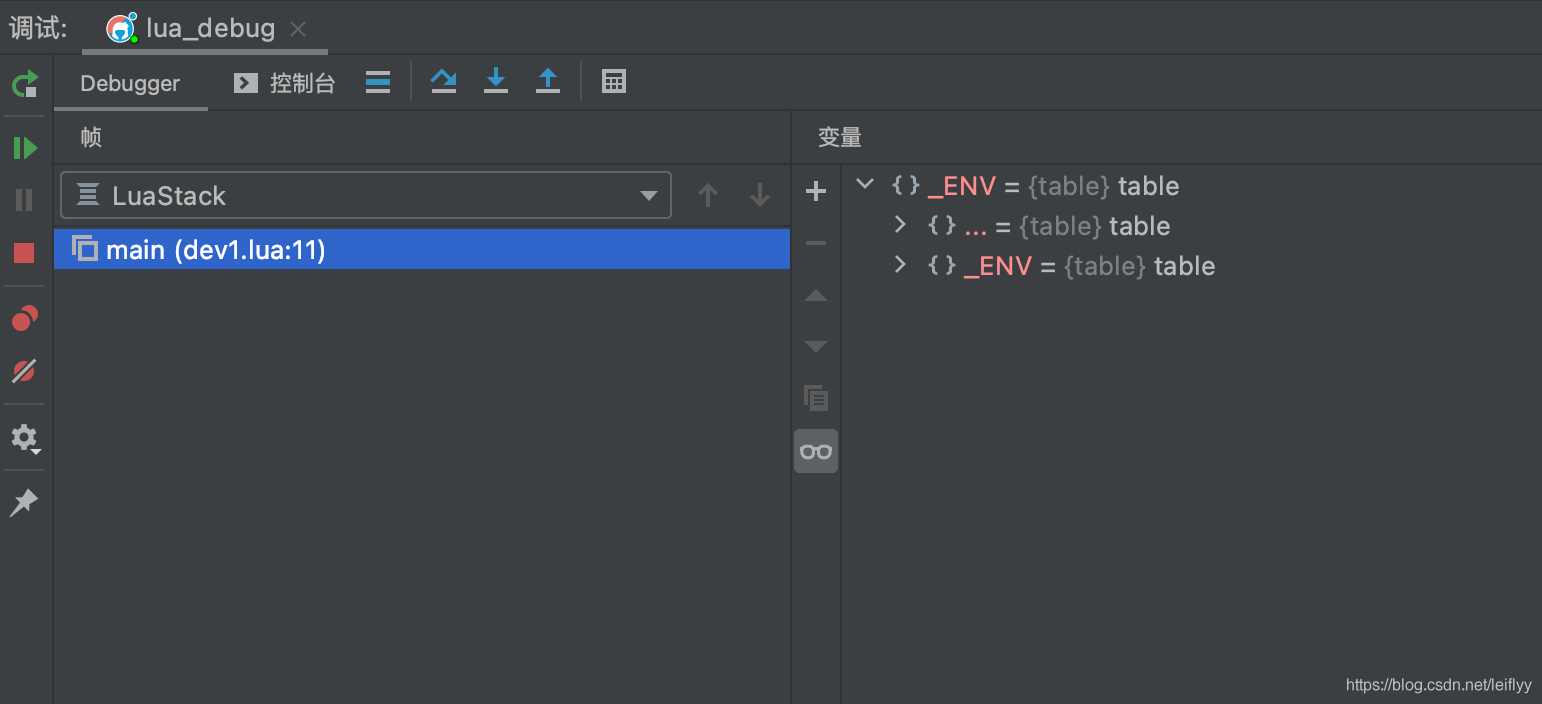 调试: lua_debug
Debugger 控制台
帧 变量
LuaStack
main (dev1.lua:11)
{} _ENV = {table} table
{} ... = {table} table
{} _ENV = {table} table
https://blog.csdn.net/leiflyy